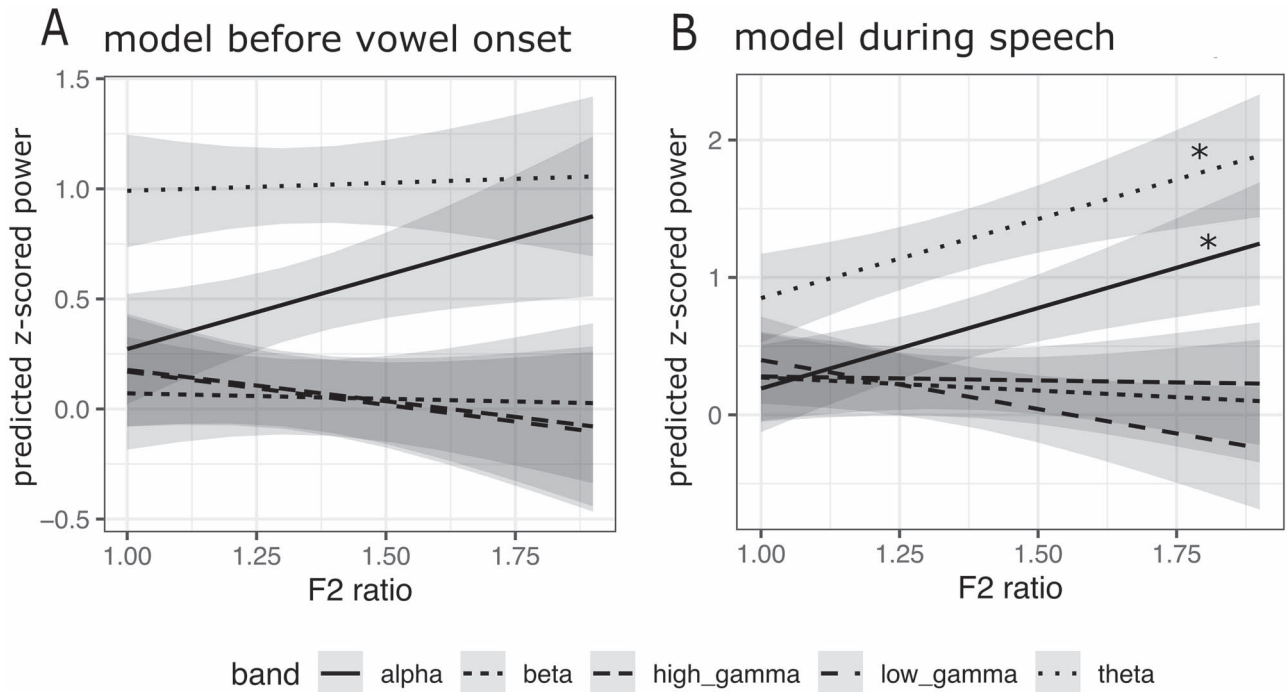 A model before vowel onset
predicted z-scored power
1.5
1.0
0.5
0.0
−0.5
1.00 1.25 1.50 1.75
F2 ratio
B model during speech
predicted z-scored power
2
1
0
*
*
1.00 1.25 1.50 1.75
F2 ratio
band alpha beta high_gamma low_gamma theta